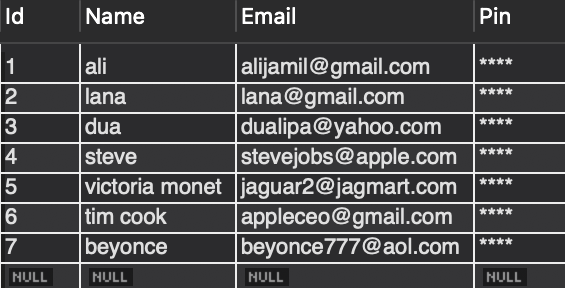 Id Name Email Pin
1 ali alijamil@gmail.com ****
2 lana lana@gmail.com ****
3 dua dualipa@yahoo.com ****
4 steve stevejobs@apple.com ****
5 victoria monet jaguar2@jagmart.com ****
6 tim cook appleceo@gmail.com ****
7 beyonce beyonce777@aol.com ****
NULL NULL NULL NULL